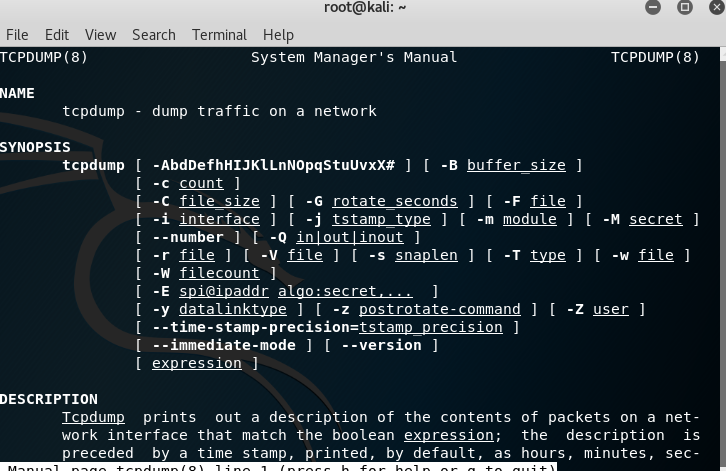 root@kali: ~
File Edit View Search Terminal Help
TCPDUMP(8) System Manager's Manual TCPDUMP(8)
NAME
tcpdump - dump traffic on a network
SYNOPSIS
tcpdump [ -AbdDefhHIJKlLnNOpqStuUvxX# ] [ -B buffer_size ]
[ -c count ]
[ -C file_size ] [ -G rotate_seconds ] [ -F file ]
[ -i interface ] [ -j tstamp_type ] [ -m module ] [ -M secret ]
[ --number ] [ -Q in|out|inout ]
[ -r file ] [ -V file ] [ -s snaplen ] [ -T type ] [ -w file ]
[ -W filecount ]
[ -E spi@ipaddr algo:secret,... ]
[ -y datalinktype ] [ -z postrotate-command ] [ -Z user ]
[ --time-stamp-precision=tstamp_precision ]
[ --immediate-mode ] [ --version ]
[ expression ]
DESCRIPTION
Tcpdump prints out a description of the contents of packets on a net-
work interface that match the boolean expression; the description is
preceded by a time stamp, printed, by default, as hours, minutes, sec-
Manual page tcpdump(8) line 1 (press h for help or q to quit)